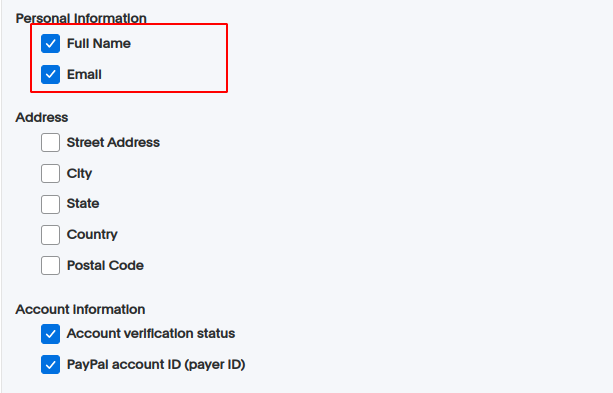 Personal Information
Full Name
Email
Address
Street Address
City
State
Country
Postal Code
Account information
Account verification status
PayPal account ID (payer ID)